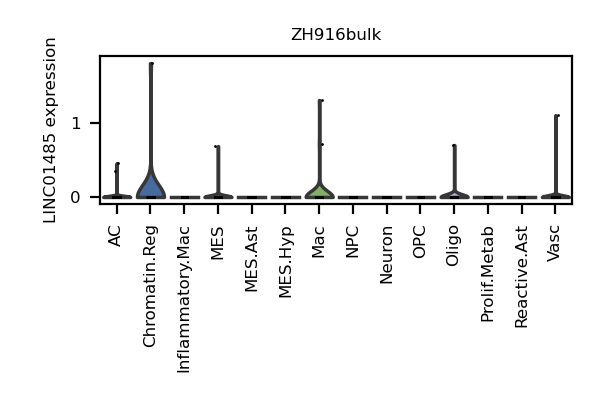 ZH916bulk
LINC01485 expression
1
0
AC
Chromatin.Reg
Inflammatory.Mac
MES
MES.Ast
MES.Hyp
Mac
NPC
Neuron
OPC
Oligo
Prolif.Metab
Reactive.Ast
Vasc